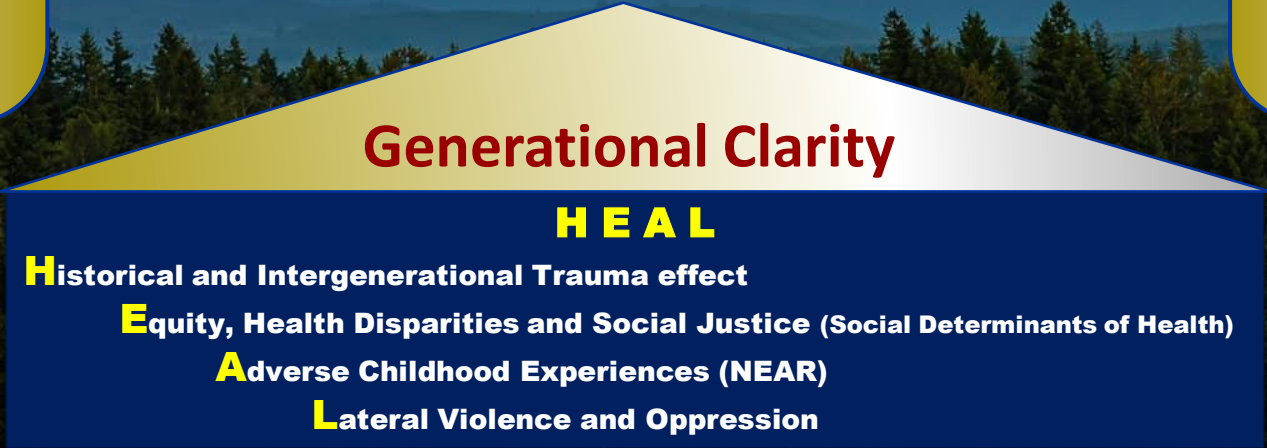 Generational Clarity
H E A L
Historical and Intergenerational Trauma effect
Equity, Health Disparities and Social Justice (Social Determinants of Health)
Adverse Childhood Experiences (NEAR)
Lateral Violence and Oppression